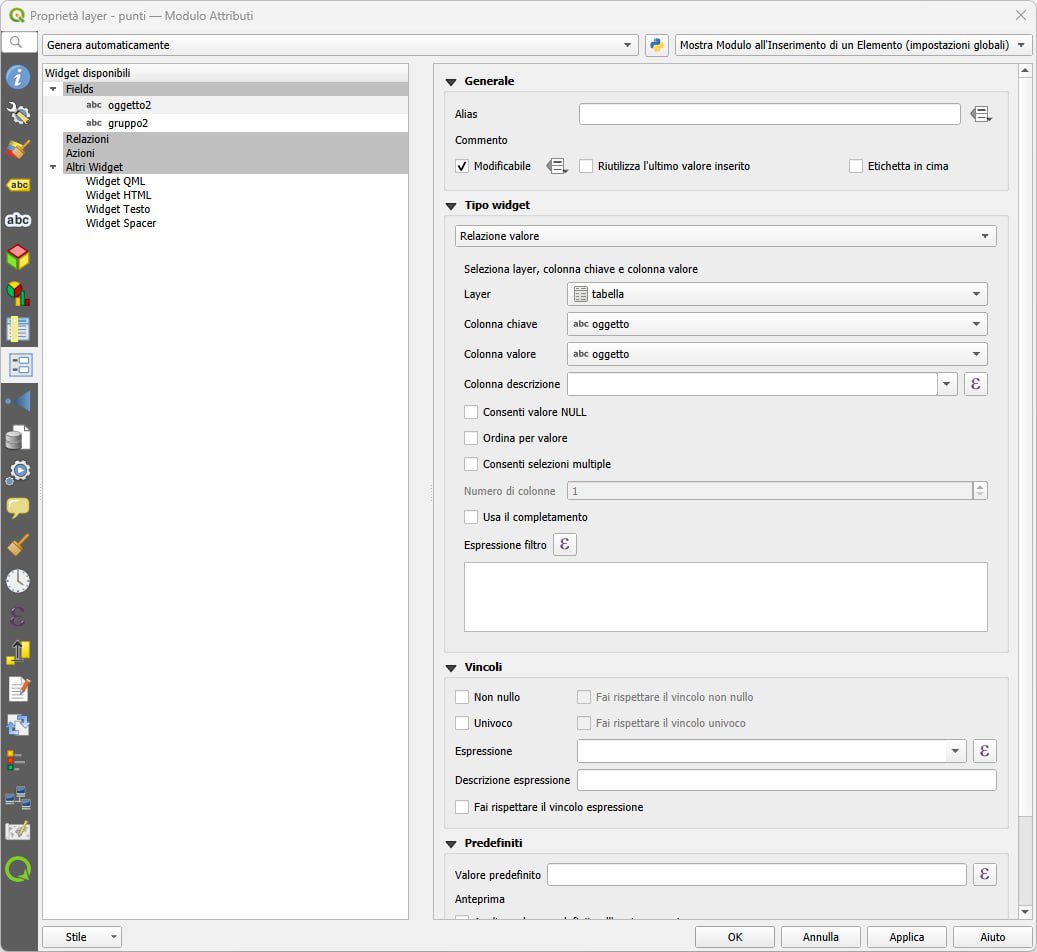 Proprietà layer - punti — Modulo Attributi
Genera automaticamente
Mostra Modulo all'Inserimento di un Elemento (impostazioni globali)
Widget disponibili
Fields
abc oggetto2
abc gruppo2
Relazioni
Azioni
Altri Widget
Widget QML
Widget HTML
Widget Testo
Widget Spacer
abc
abc
Generale
Alias
Commento
Modificabile
Riutilizza l'ultimo valore inserito
Etichetta in cima
Tipo widget
Relazione valore
Seleziona layer, colonna chiave e colonna valore
Layer tabella
Colonna chiave abc oggetto
Colonna valore abc oggetto
Colonna descrizione ε
Consenti valore NULL
Ordina per valore
Consenti selezioni multiple
Numero di colonne 1
Usa il completamento
Espressione filtro ε
Vincoli
Non nullo Fai rispettare il vincolo non nullo
Univoco Fai rispettare il vincolo univoco
Espressione ε
Descrizione espressione
Fai rispettare il vincolo espressione
Predefiniti
Valore predefinito ε
Anteprima
Stile
OK
Annulla
Applica
Aiuto